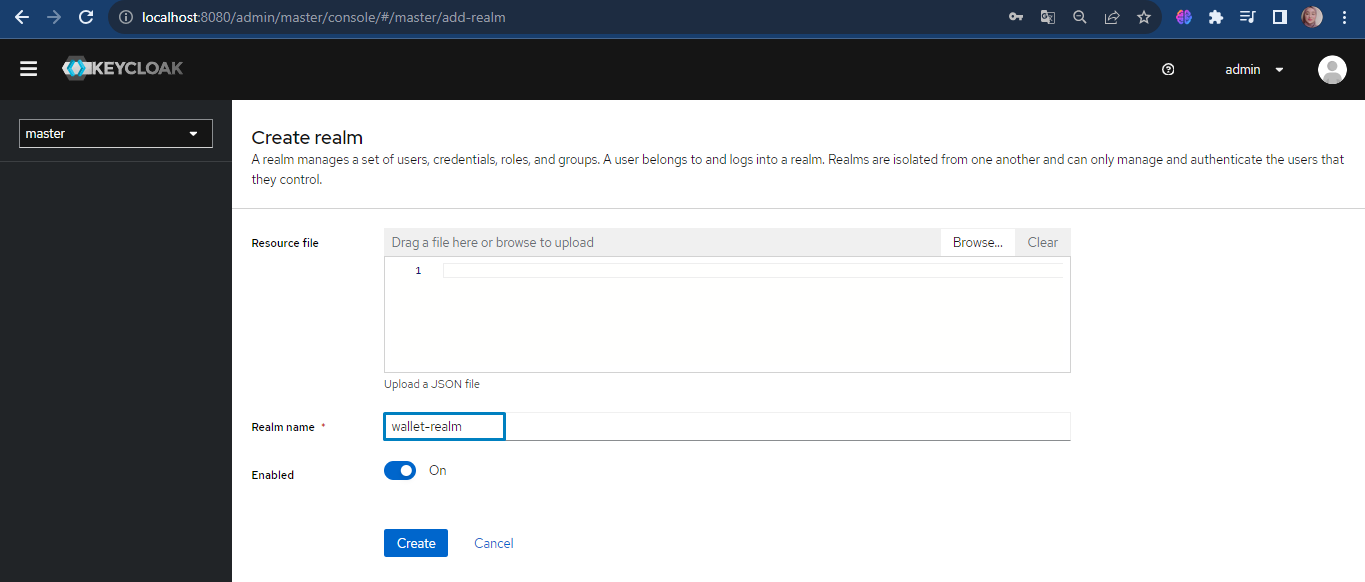 localhost:8080/admin/master/console/#/master/add-realm
KEYCLOAK
admin
master
Create realm
A realm manages a set of users, credentials, roles, and groups. A user belongs to and logs into a realm. Realms are isolated from one another and can only manage and authenticate the users that
they control.
Resource file
Drag a file here or browse to upload
Browse...
Clear
1
Upload a JSON file
Realm name *
wallet-realm
Enabled
On
Create
Cancel